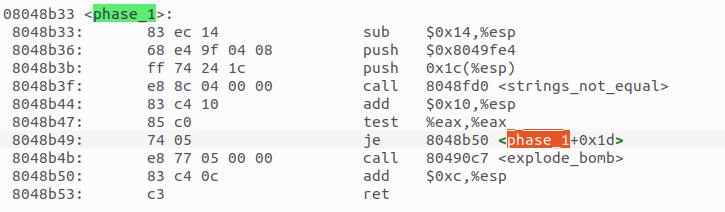 08048b33 <phase_1>:
8048b33: 83 ec 14 sub $0x14,%esp
8048b36: 68 e4 9f 04 08 push $0x8049fe4
8048b3b: ff 74 24 1c push 0x1c(%esp)
8048b3f: e8 8c 04 00 00 call 8048fd0 <strings_not_equal>
8048b44: 83 c4 10 add $0x10,%esp
8048b47: 85 c0 test %eax,%eax
8048b49: 74 05 je 8048b50 <phase_1+0x1d>
8048b4b: e8 77 05 00 00 call 80490c7 <explode_bomb>
8048b50: 83 c4 0c add $0xc,%esp
8048b53: c3 ret